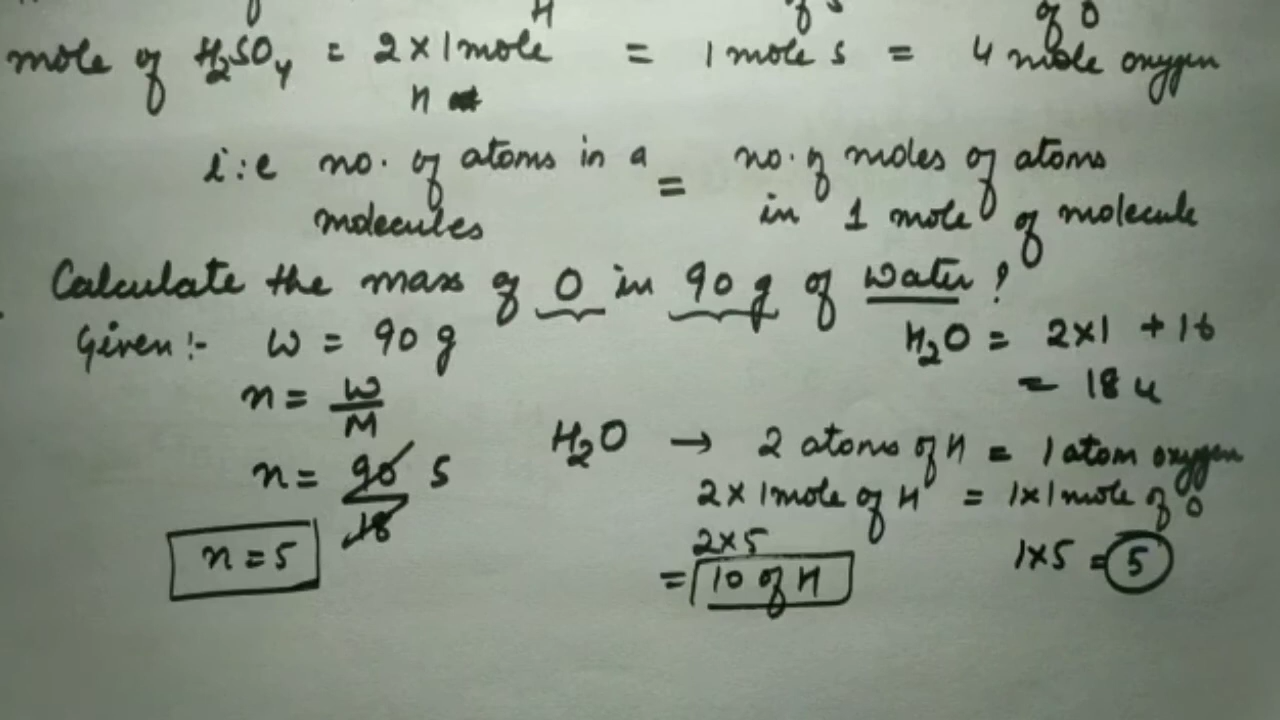 H of S of O
mole of H₂SO₄ = 2 × 1 mole = 1 mole S = 4 mole oxygen
H
i.e no. of atoms in a molecules = no. of moles of atoms in 1 mole of molecule
Calculate the mass of O in 90 g of water?
Given:- W = 90 g
H₂O = 2×1 + 16
= 18 u
n = W/M
H₂O → 2 atoms of H = 1 atom oxygen
n = 90/18 5
2 × 1 mole of H = 1×1 mole of O
n = 5
2×5
= 10 of H
1×5 = 5